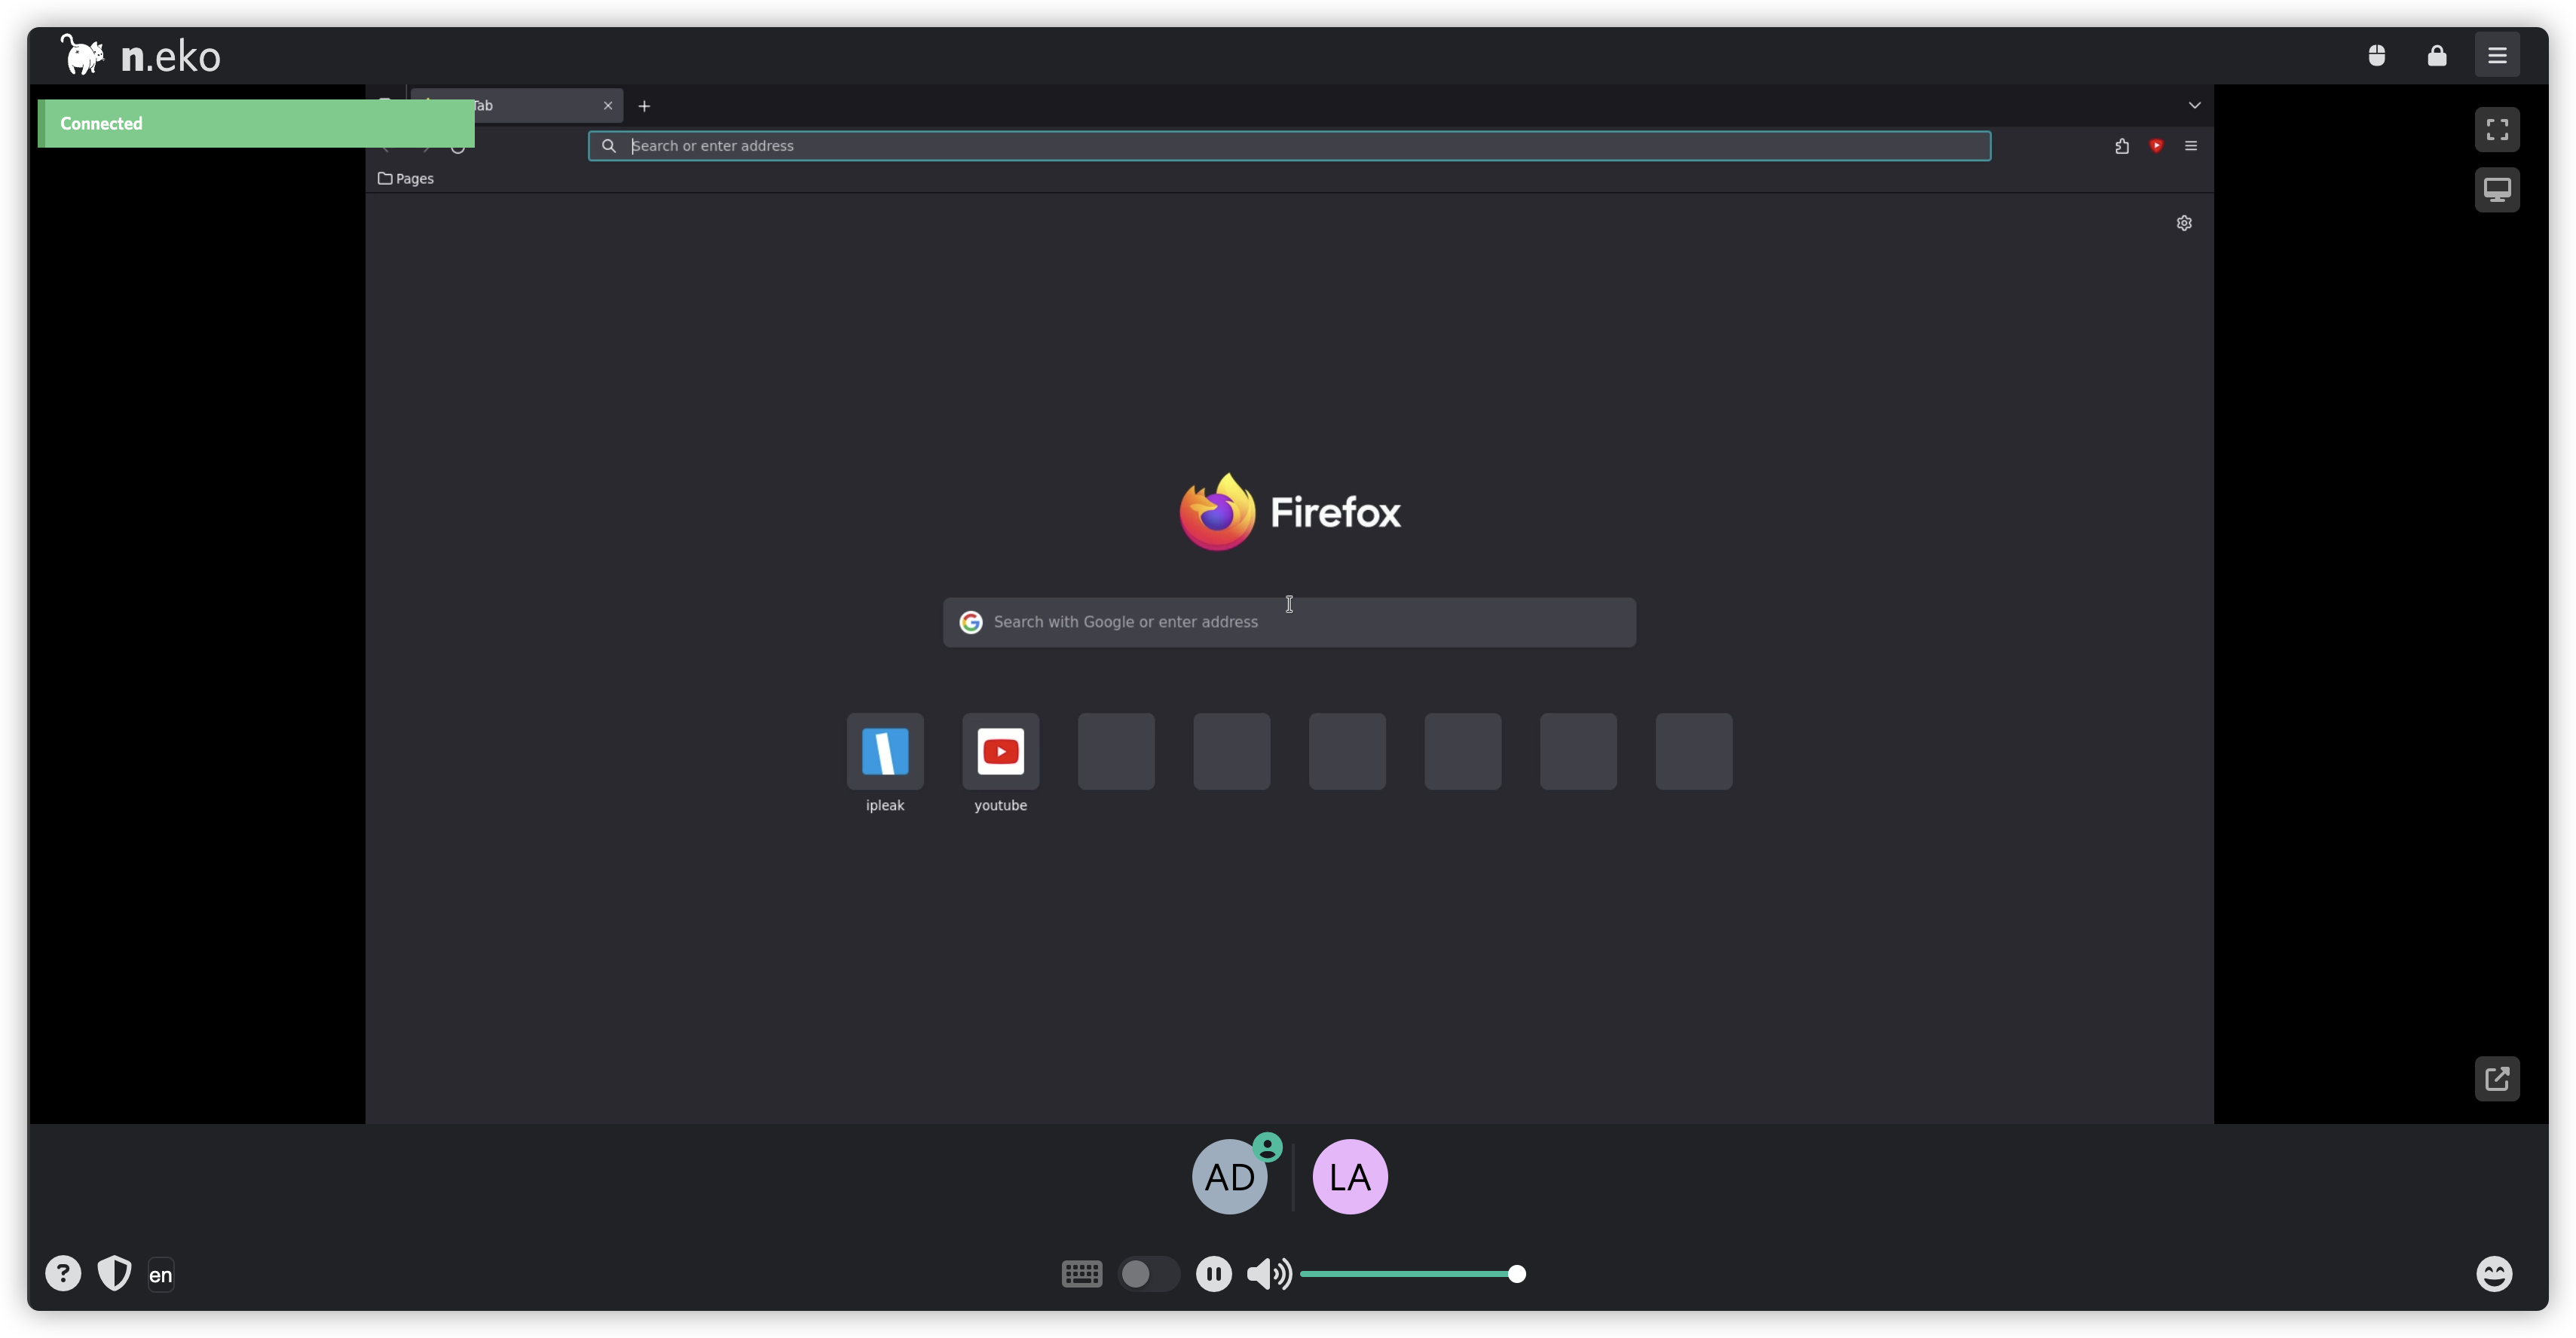 n.eko
Tab
Connected
Search or enter address
Pages
Firefox
Search with Google or enter address
ipleak
youtube
AD
LA
?
en